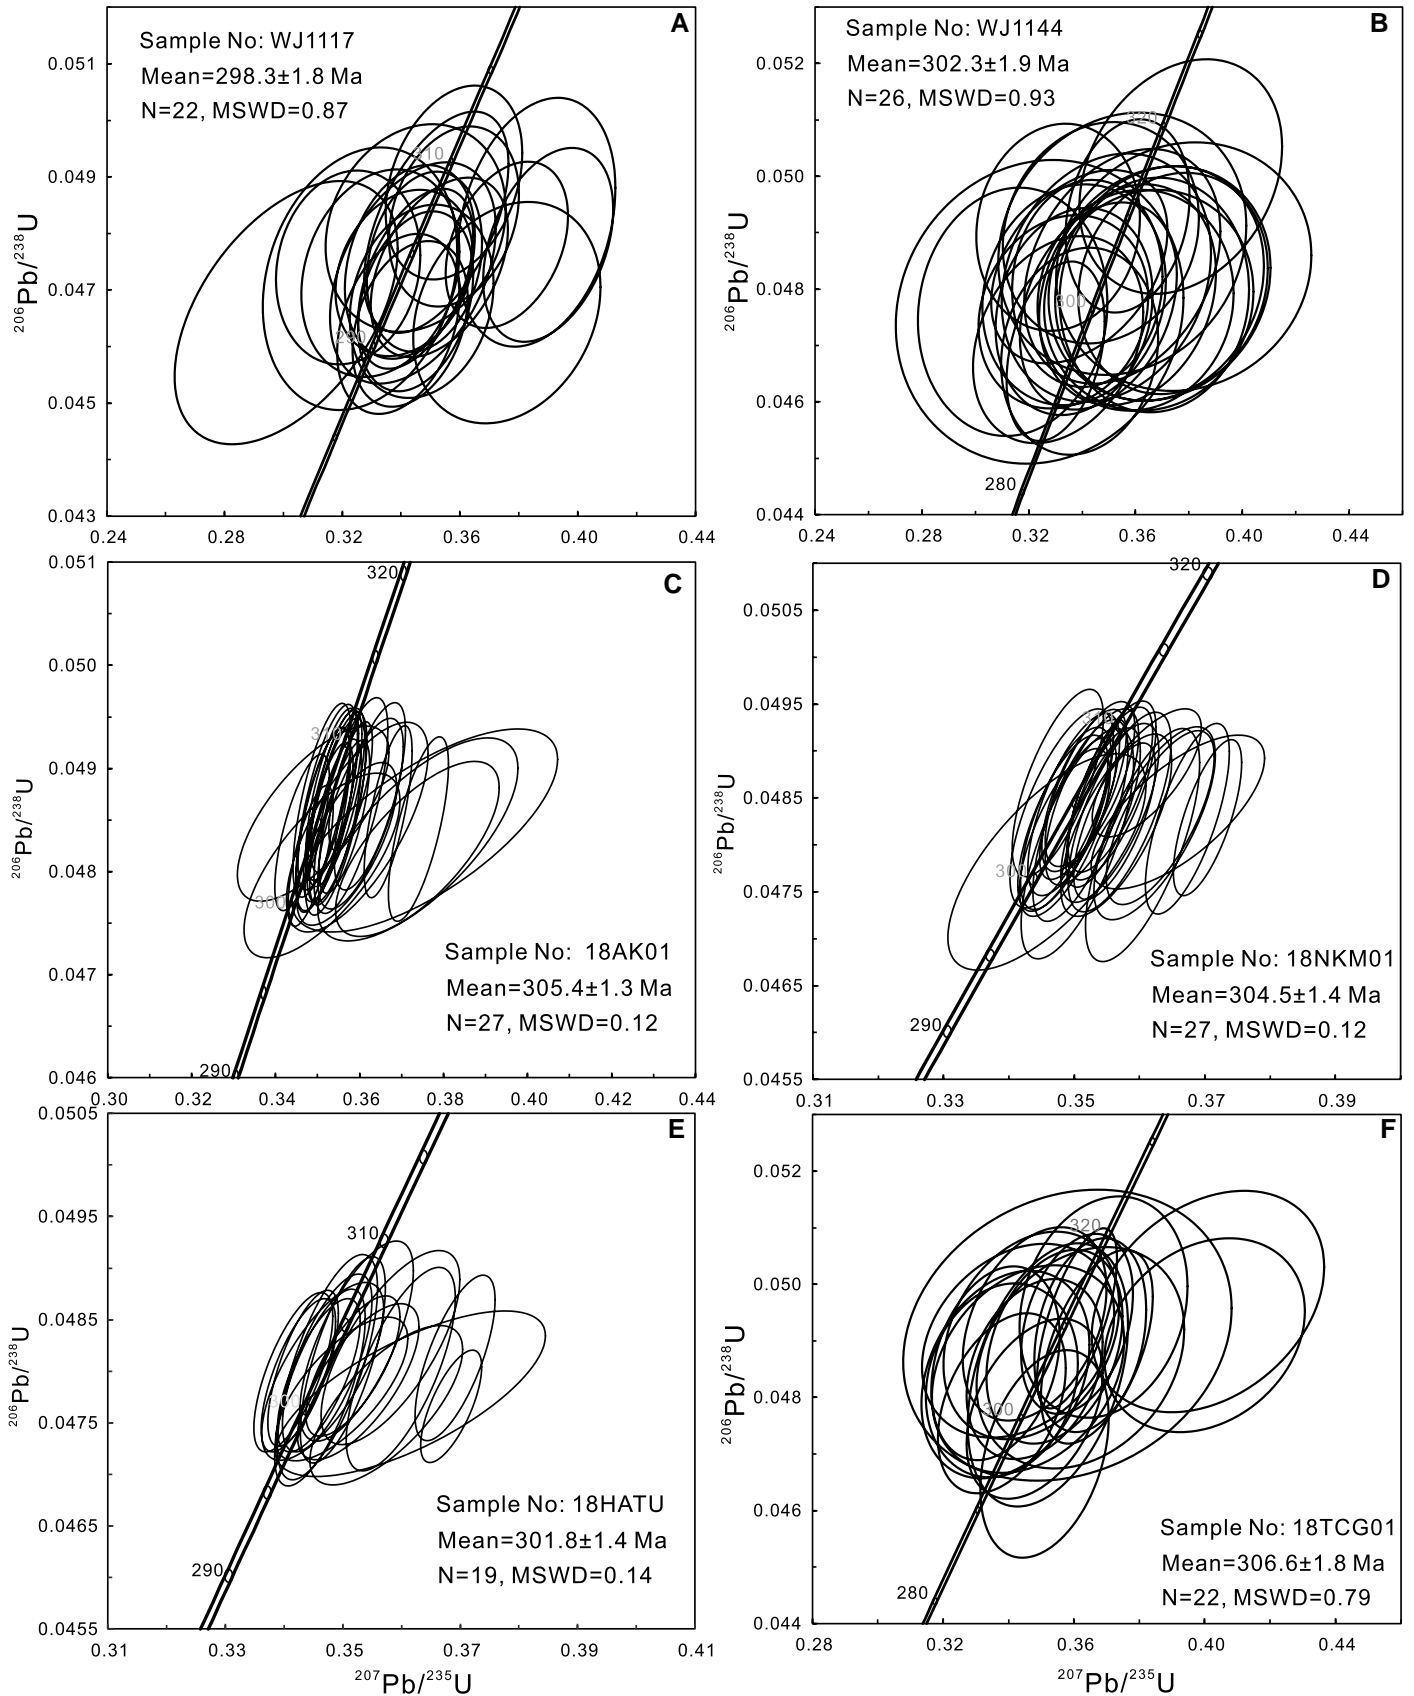 A
Sample No: WJ1117
Mean=298.3±1.8 Ma
N=22, MSWD=0.87
310
290
0.051
0.049
0.047
0.045
0.043
0.24 0.28 0.32 0.36 0.40 0.44
206Pb/238U
B
Sample No: WJ1144
Mean=302.3±1.9 Ma
N=26, MSWD=0.93
320
300
280
0.052
0.050
0.048
0.046
0.044
0.24 0.28 0.32 0.36 0.40 0.44
206Pb/238U
C
320
310
300
290
Sample No: 18AK01
Mean=305.4±1.3 Ma
N=27, MSWD=0.12
0.051
0.050
0.049
0.048
0.047
0.046
0.30 0.32 0.34 0.36 0.38 0.40 0.42 0.44
206Pb/238U
D
320
310
300
290
Sample No: 18NKM01
Mean=304.5±1.4 Ma
N=27, MSWD=0.12
0.0505
0.0495
0.0485
0.0475
0.0465
0.0455
0.31 0.33 0.35 0.37 0.39
206Pb/238U
E
310
300
290
Sample No: 18HATU
Mean=301.8±1.4 Ma
N=19, MSWD=0.14
0.0505
0.0495
0.0485
0.0475
0.0465
0.0455
0.31 0.33 0.35 0.37 0.39 0.41
206Pb/238U
207Pb/235U
F
320
300
280
Sample No: 18TCG01
Mean=306.6±1.8 Ma
N=22, MSWD=0.79
0.052
0.050
0.048
0.046
0.044
0.28 0.32 0.36 0.40 0.44
206Pb/238U
207Pb/235U